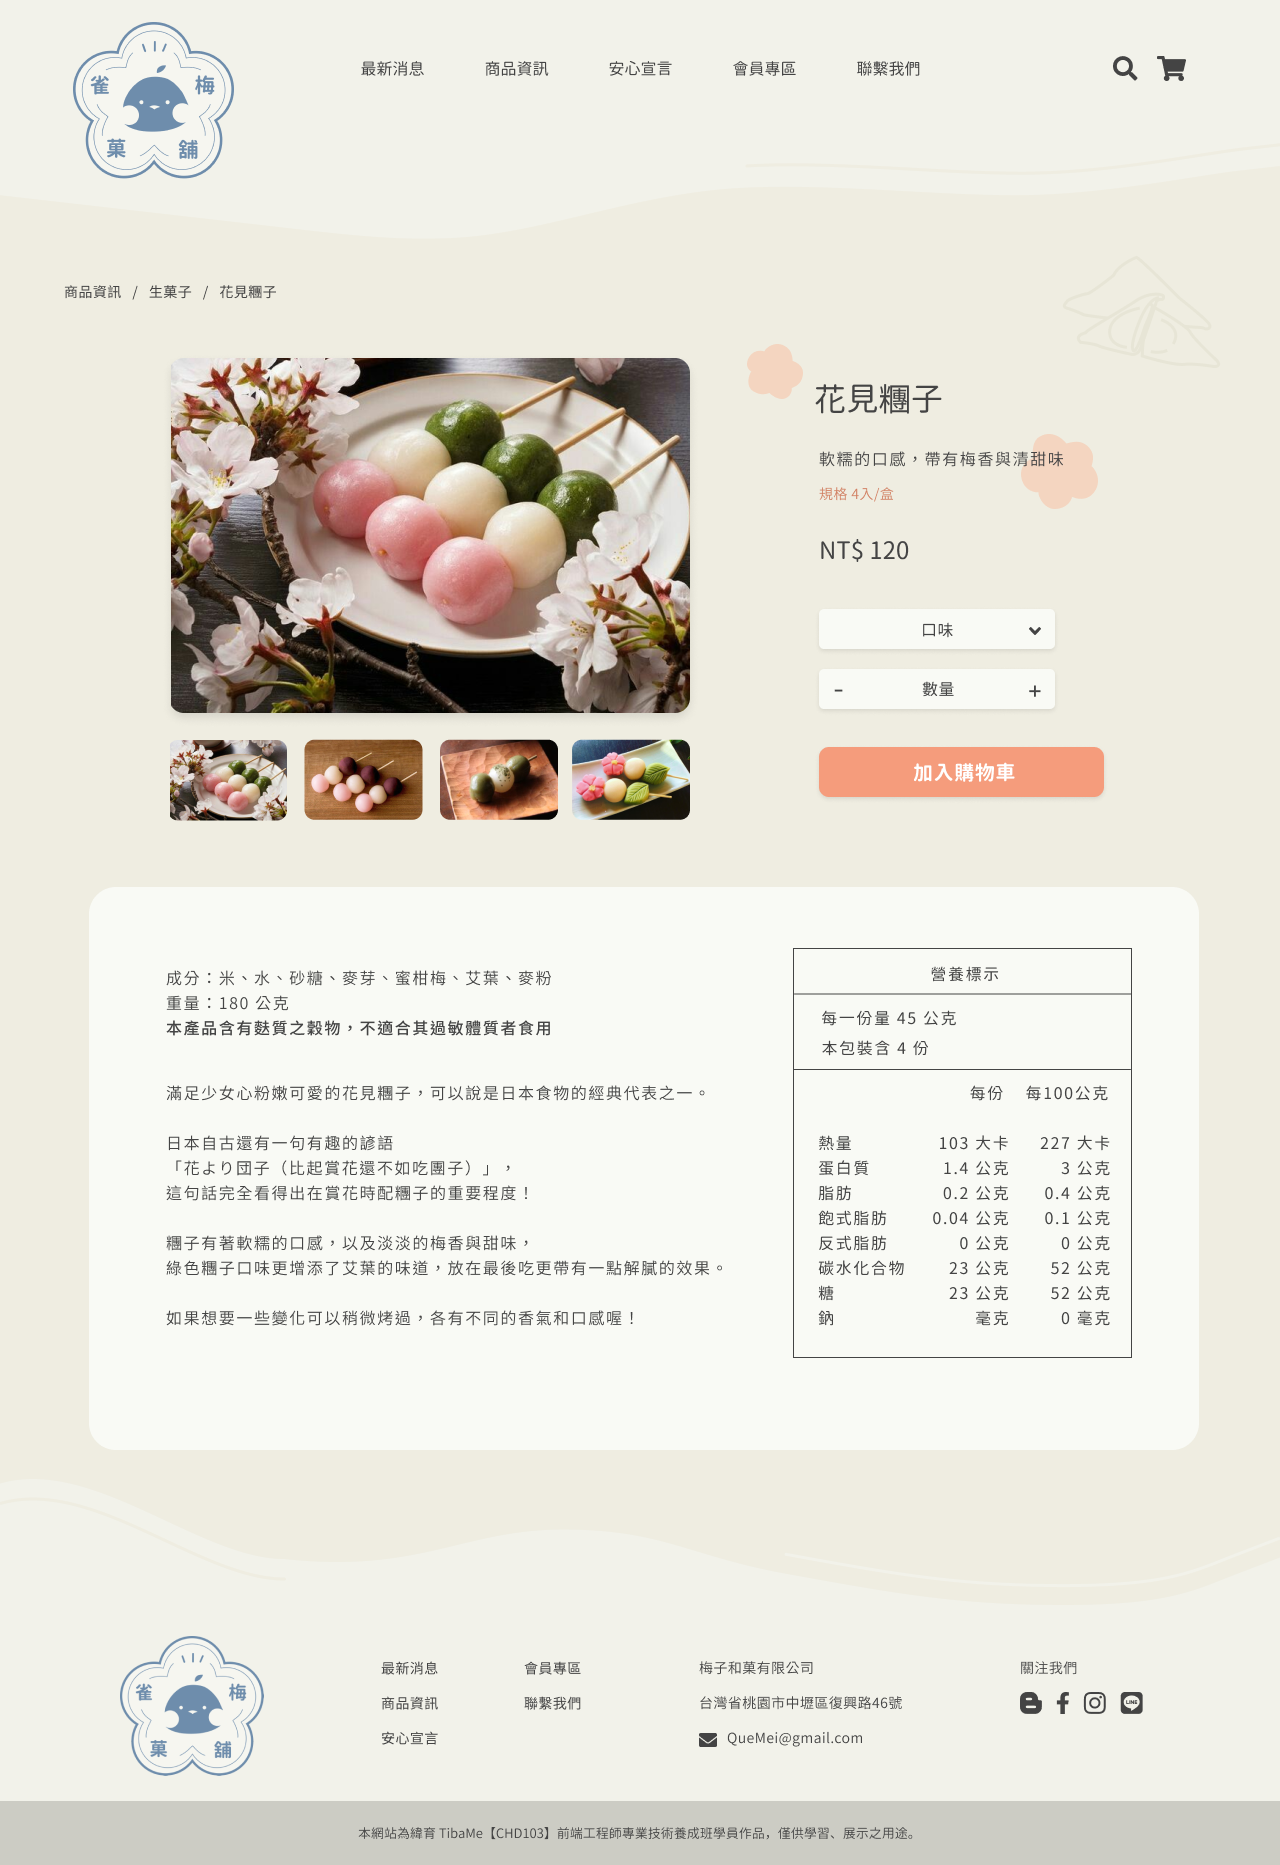 雀 梅
菓 舖
最新消息 商品資訊 安心宣言 會員專區 聯繫我們
商品資訊 / 生菓子 / 花見糰子
花見糰子
軟糯的口感，帶有梅香與清甜味
規格 4入/盒
NT$ 120
口味
- 數量 +
加入購物車
成分：米、水、砂糖、麥芽、蜜柑梅、艾葉、麥粉
重量：180 公克
本產品含有麩質之穀物，不適合其過敏體質者食用
滿足少女心粉嫩可愛的花見糰子，可以說是日本食物的經典代表之一。
日本自古還有一句有趣的諺語
「花より団子（比起賞花還不如吃團子）」，
這句話完全看得出在賞花時配糰子的重要程度！
糰子有著軟糯的口感，以及淡淡的梅香與甜味，
綠色糰子口味更增添了艾葉的味道，放在最後吃更帶有一點解膩的效果。
如果想要一些變化可以稍微烤過，各有不同的香氣和口感喔！
營養標示
每一份量 45 公克
本包裝含 4 份
每份 每100公克
熱量 103 大卡 227 大卡
蛋白質 1.4 公克 3 公克
脂肪 0.2 公克 0.4 公克
飽式脂肪 0.04 公克 0.1 公克
反式脂肪 0 公克 0 公克
碳水化合物 23 公克 52 公克
糖 23 公克 52 公克
鈉 毫克 0 毫克
雀 梅
菓 舖
最新消息 會員專區 梅子和菓有限公司 關注我們
商品資訊 聯繫我們 台灣省桃園市中壢區復興路46號 LINE
安心宣言 QueMei@gmail.com
本網站為緯育 TibaMe【CHD103】前端工程師專業技術養成班學員作品，僅供學習、展示之用途。